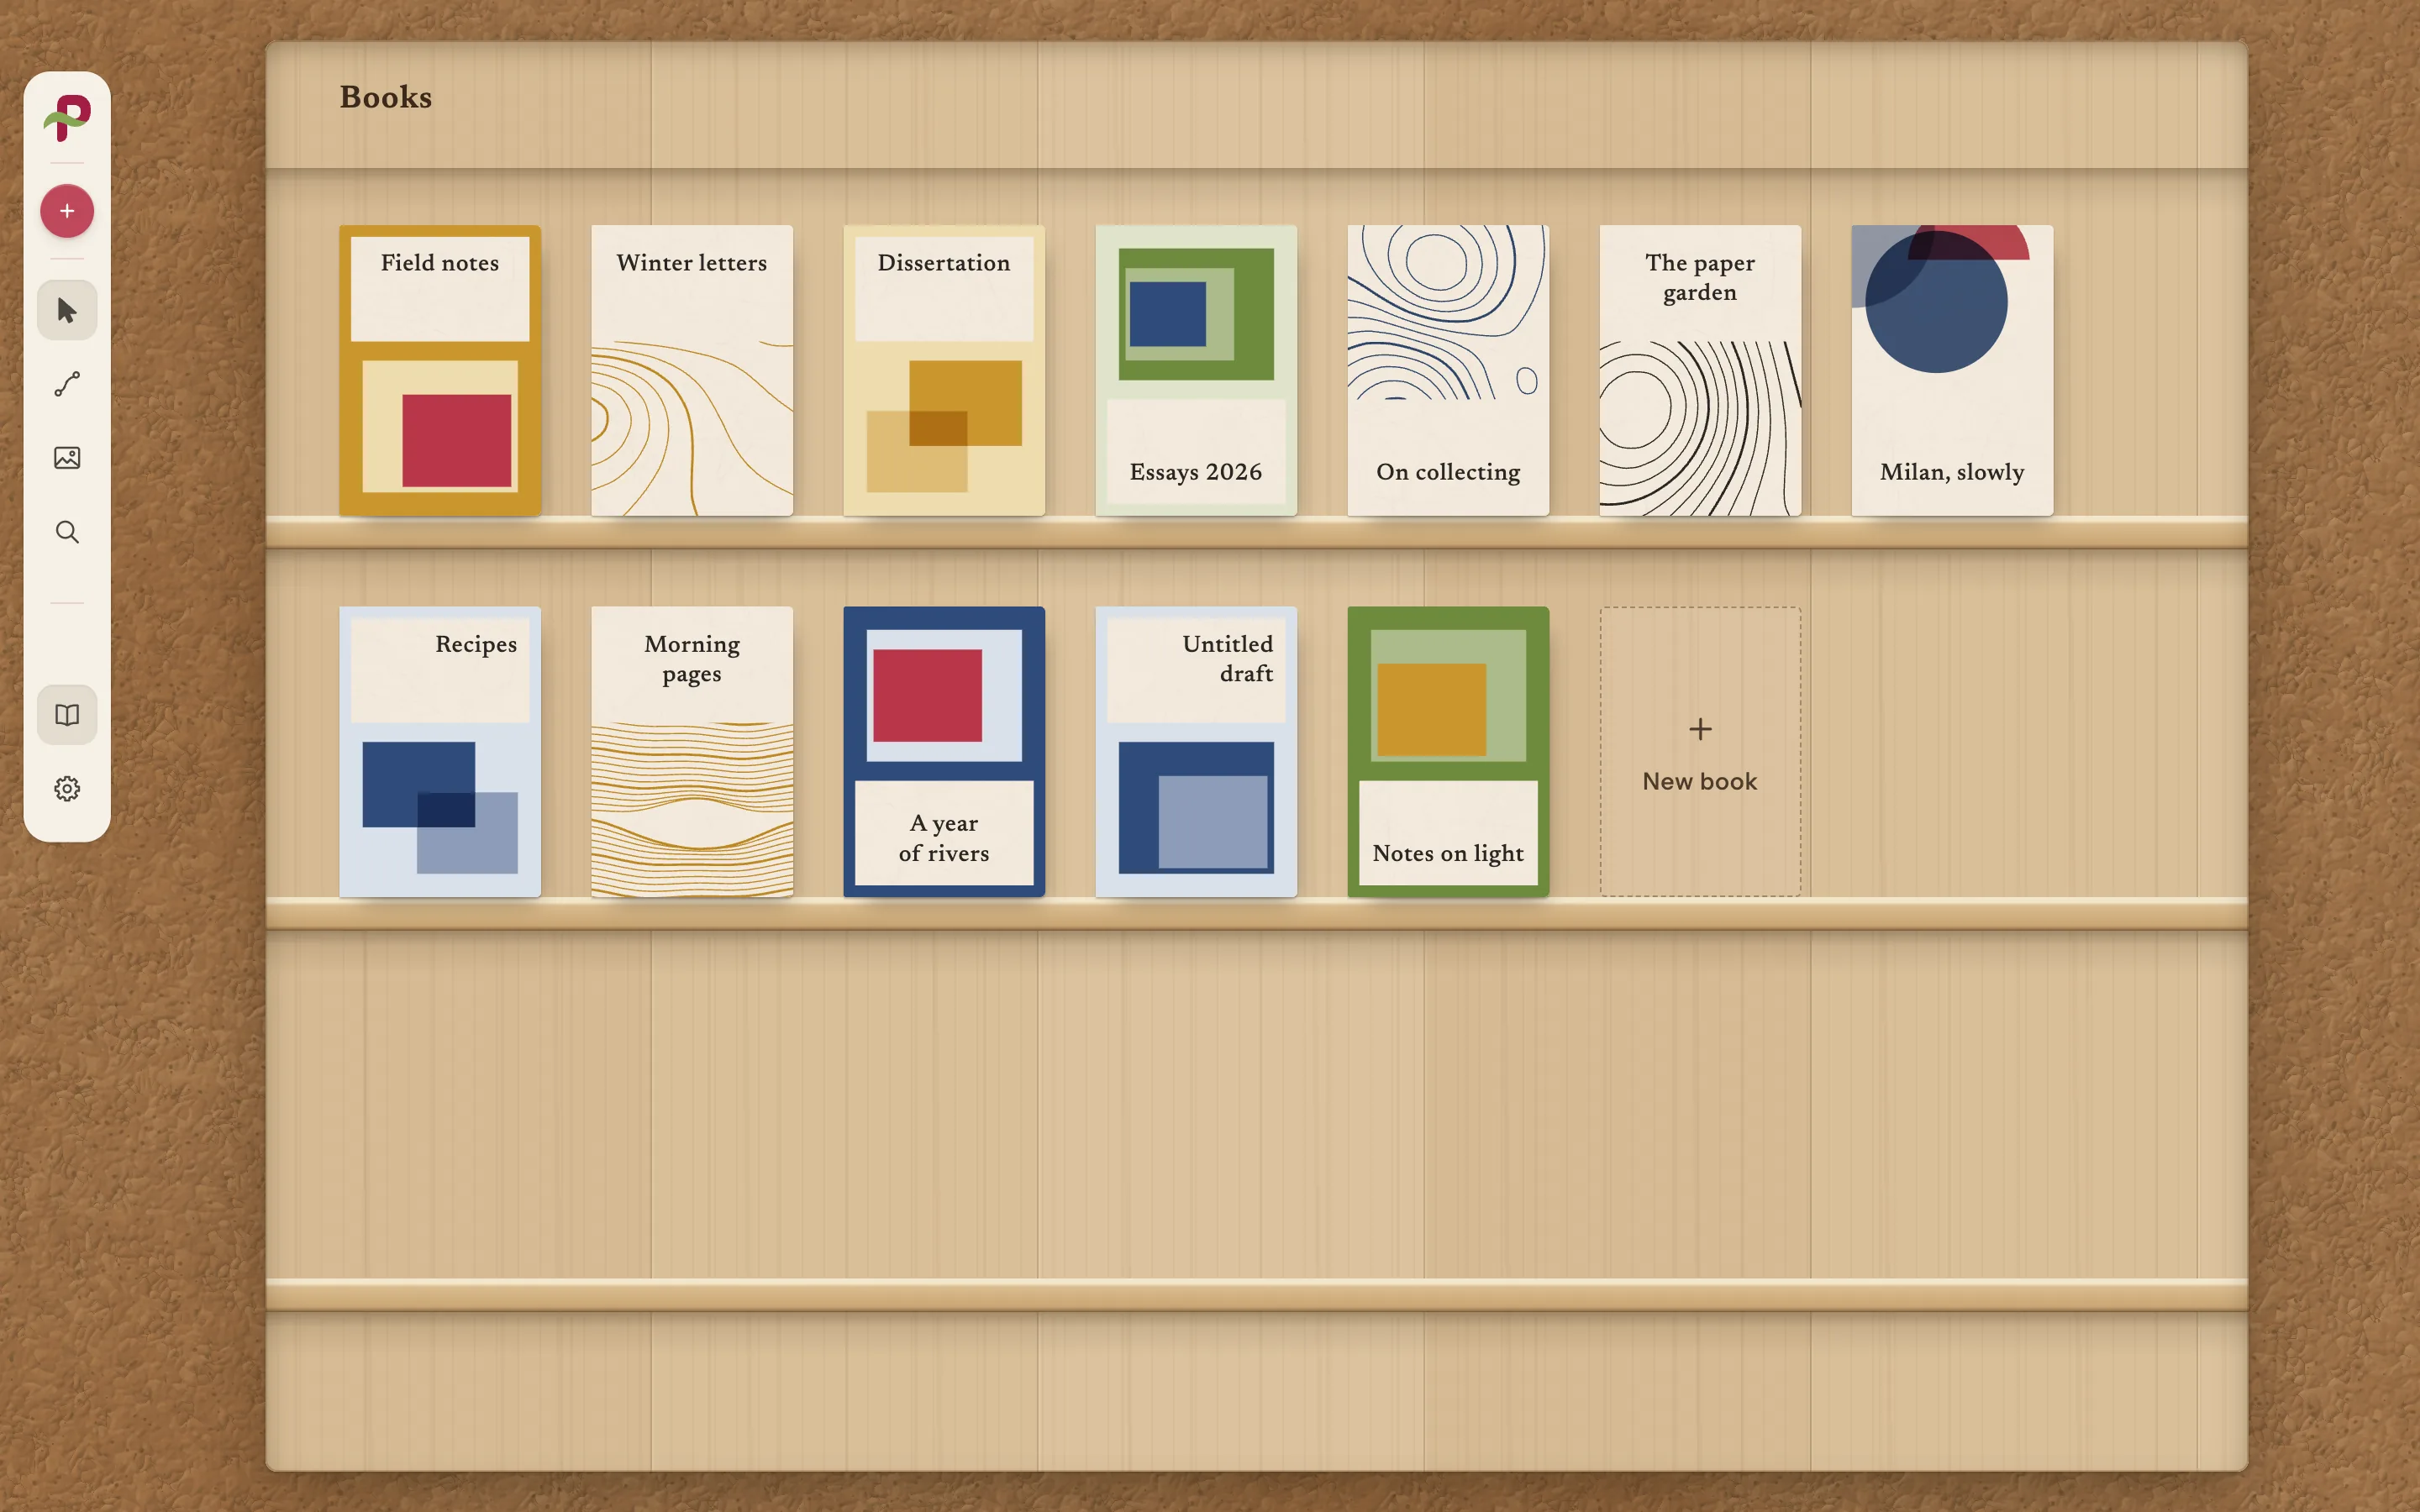 Books
Field notes
Winter letters
Dissertation
Essays 2026
On collecting
The paper
garden
Milan, slowly
Recipes
Morning
pages
A year
of rivers
Untitled
draft
Notes on light
New book